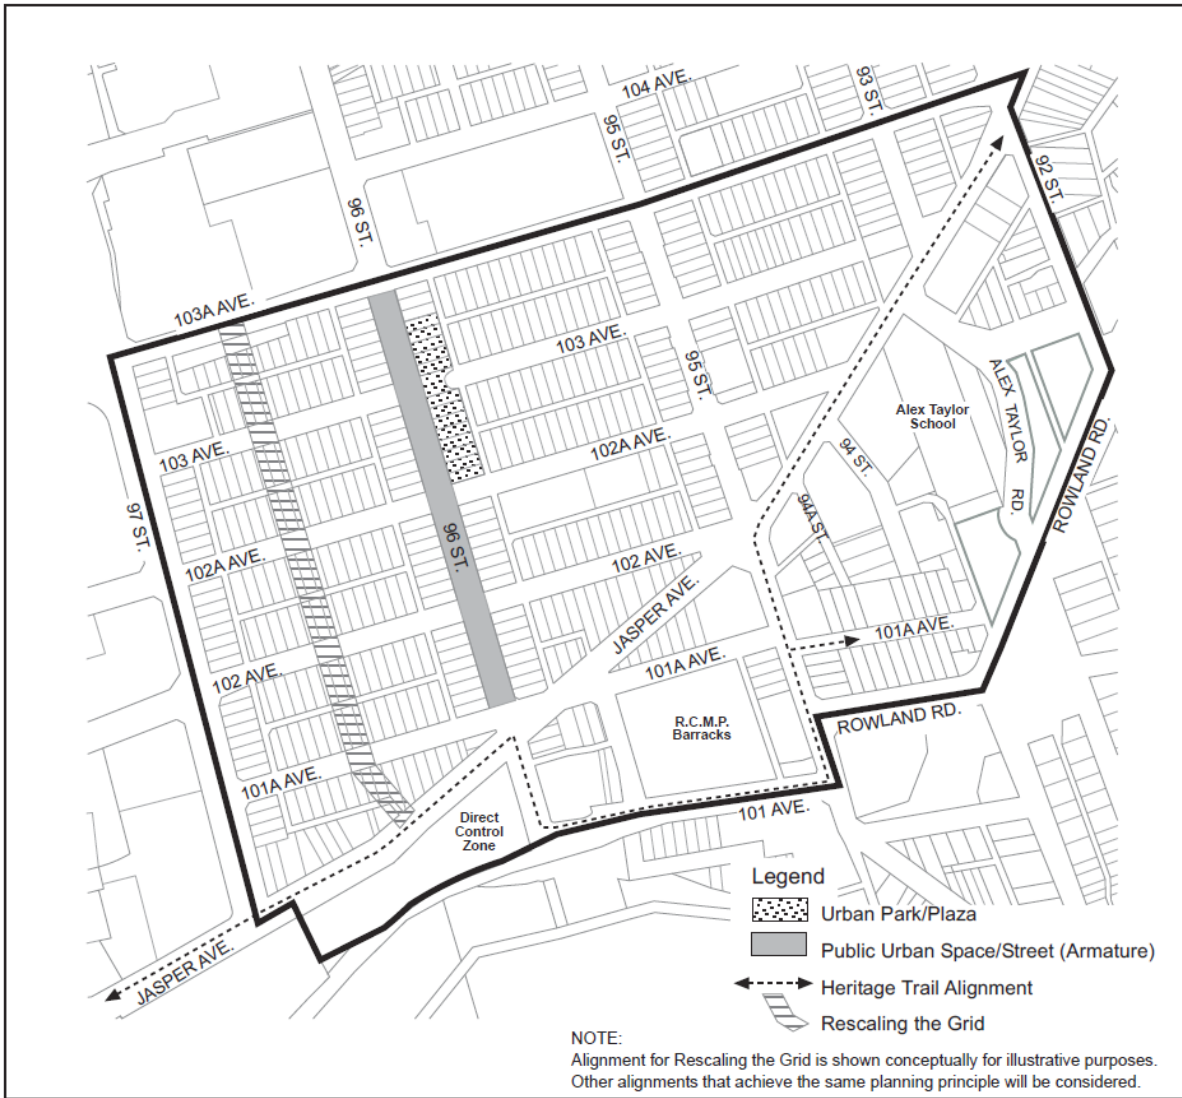 104 AVE.
93 ST.
95 ST.
92 ST.
96 ST.
103A AVE.
103 AVE.
95 ST.
ALEX TAYLOR RD.
Alex Taylor
School
ROWLAND RD.
103 AVE.
102A AVE.
94 ST.
97 ST.
94A ST.
96 ST.
102A AVE.
102 AVE.
JASPER AVE.
101A AVE.
101A AVE.
102 AVE.
R.C.M.P.
Barracks
ROWLAND RD.
101A AVE.
Direct
Control
Zone
101 AVE.
JASPER AVE.
Legend
Urban Park/Plaza
Public Urban Space/Street (Armature)
Heritage Trail Alignment
Rescaling the Grid
NOTE:
Alignment for Rescaling the Grid is shown conceptually for illustrative purposes.
Other alignments that achieve the same planning principle will be considered.